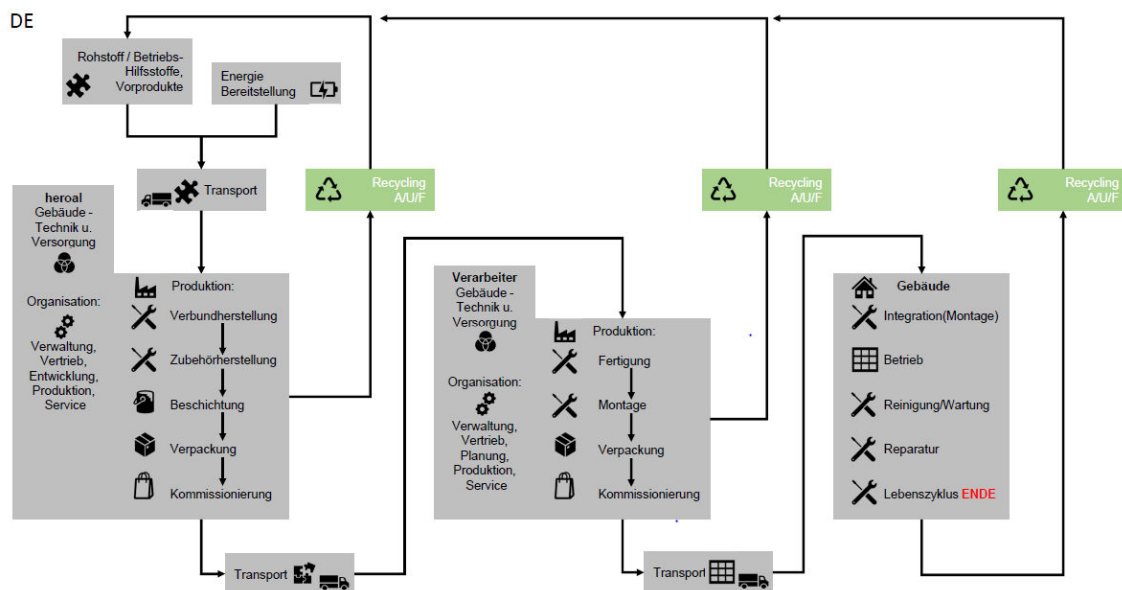 DE
Rohstoff / Betriebs-
Hilfsstoffe,
Vorprodukte
Energie
Bereitstellung
Transport
Recycling
A/U/F
Recycling
A/U/F
Recycling
A/U/F
heroal
Gebäude -
Technik u.
Versorgung
Organisation:
Verwaltung,
Vertrieb,
Entwicklung,
Produktion,
Service
Produktion:
Verbundherstellung
Zubehörherstellung
Beschichtung
Verpackung
Kommissionierung
Transport
Verarbeiter
Gebäude -
Technik u.
Versorgung
Organisation:
Verwaltung,
Vertrieb,
Planung,
Produktion,
Service
Produktion:
Fertigung
Montage
Verpackung
Kommissionierung
Transport
Gebäude
Integration(Montage)
Betrieb
Reinigung/Wartung
Reparatur
Lebenszyklus ENDE